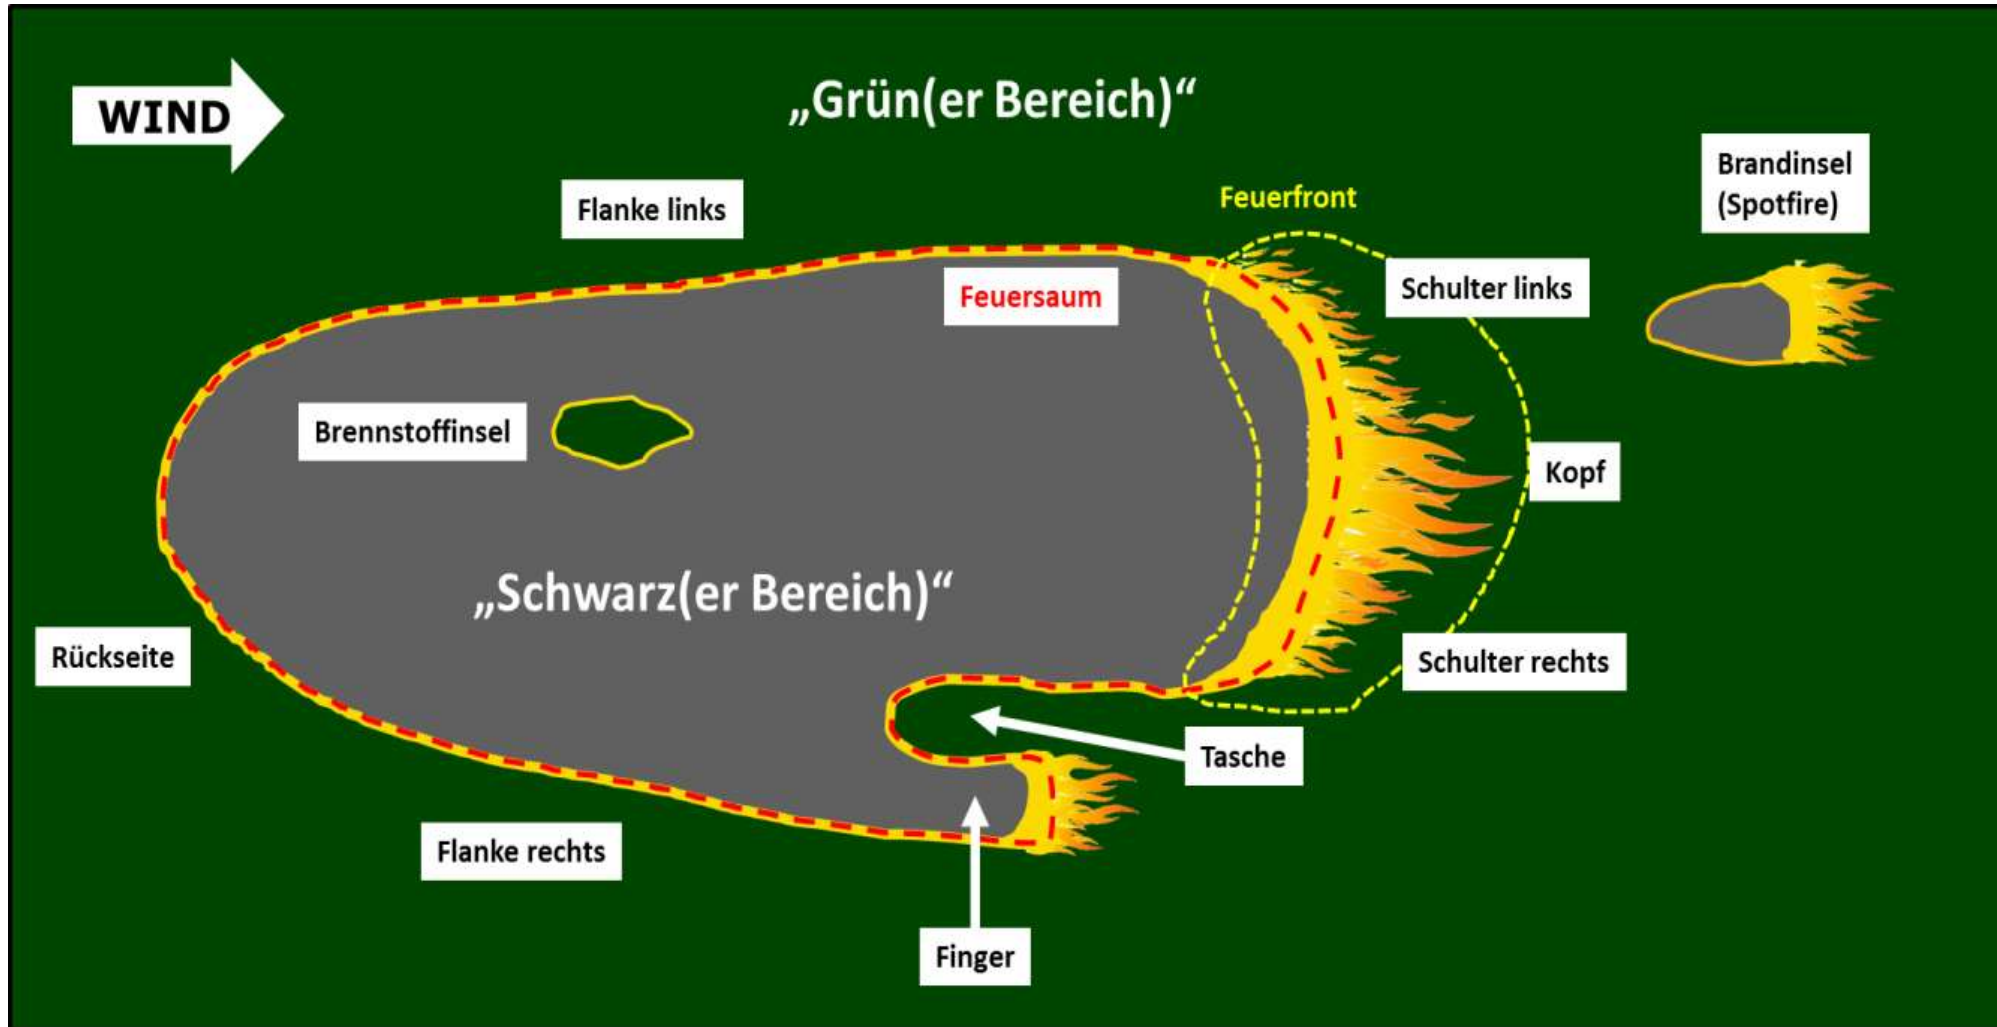 WIND
„Grün(er Bereich)“
Brandinsel
(Spotfire)
Flanke links
Feuerfront
Feuersaum
Schulter links
Brennstoffinsel
Kopf
„Schwarz(er Bereich)“
Rückseite
Schulter rechts
Tasche
Flanke rechts
Finger